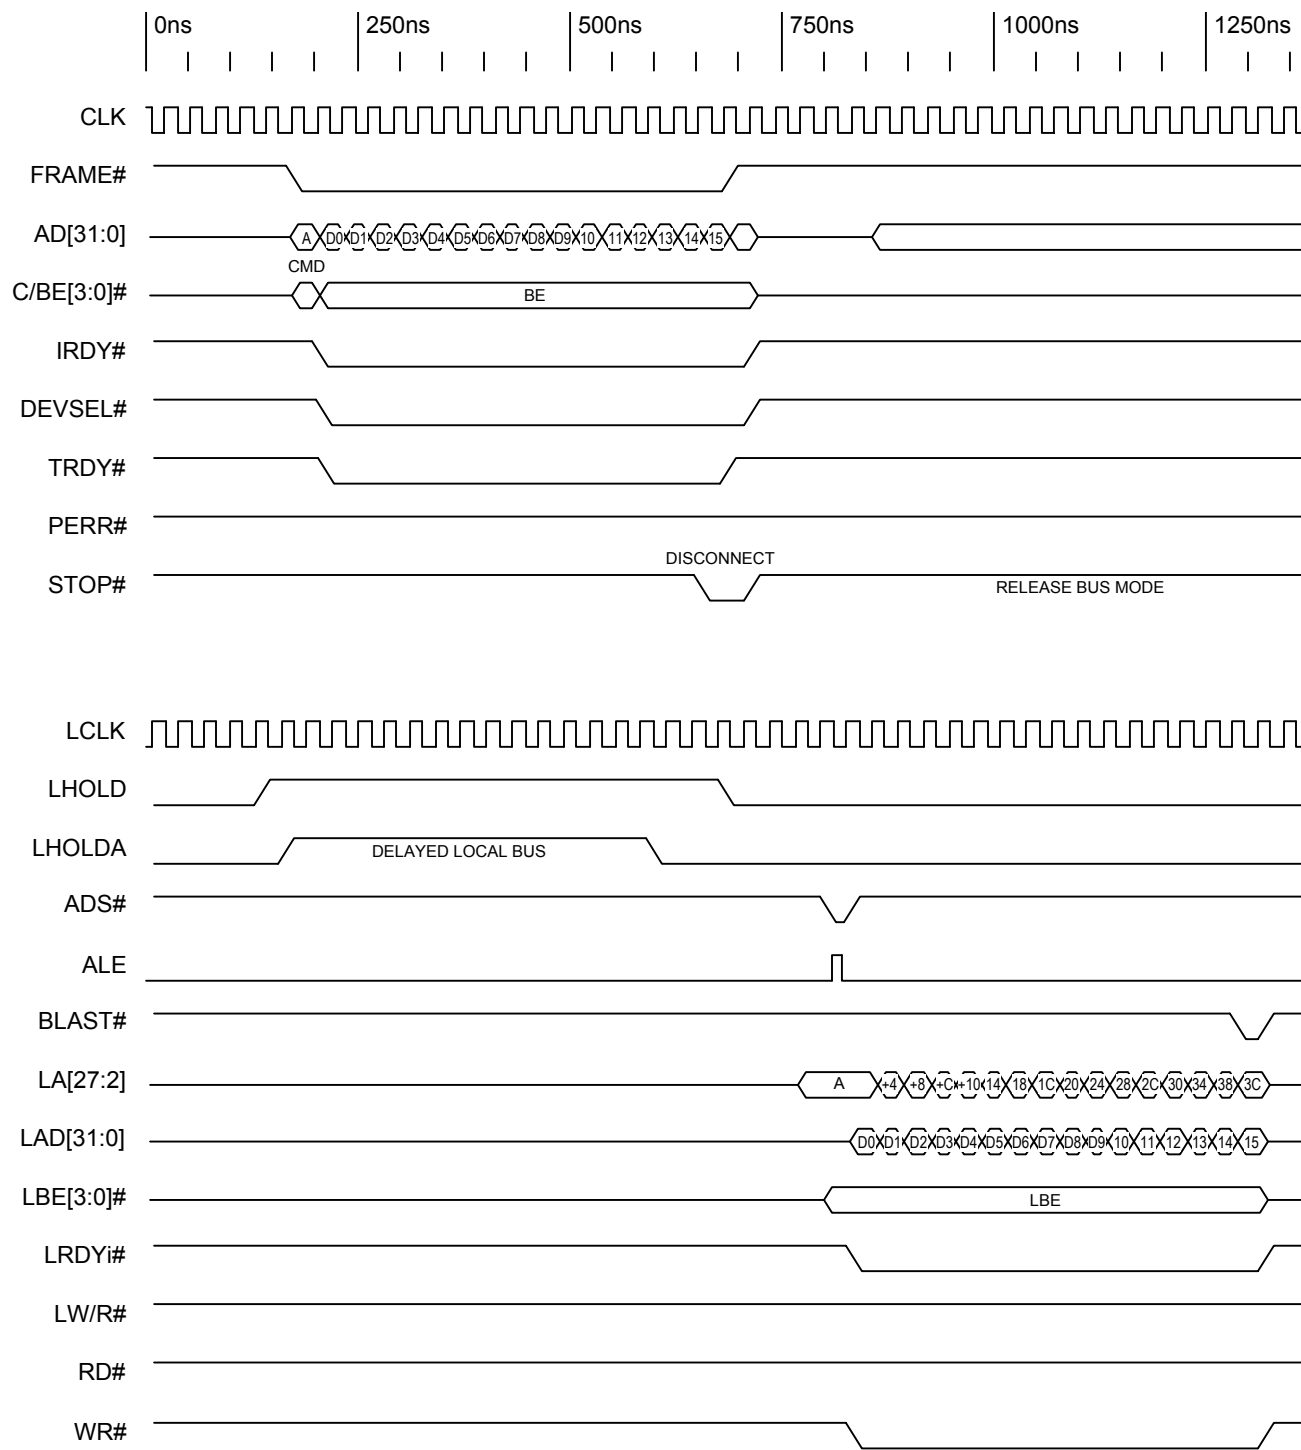 0ns 250ns 500ns 750ns 1000ns 1250ns
CLK
FRAME#
AD[31:0] A D0 D1 D2 D3 D4 D5 D6 D7 D8 D9 10 11 12 13 14 15
CMD
C/BE[3:0]# BE
IRDY#
DEVSEL#
TRDY#
PERR#
DISCONNECT
STOP# RELEASE BUS MODE
LCLK
LHOLD
LHOLDA DELAYED LOCAL BUS
ADS#
ALE
BLAST#
LA[27:2] A +4 +8 +C +10 14 18 1C 20 24 28 2C 30 34 38 3C
LAD[31:0] D0 D1 D2 D3 D4 D5 D6 D7 D8 D9 10 11 12 13 14 15
LBE[3:0]# LBE
LRDYi#
LW/R#
RD#
WR#